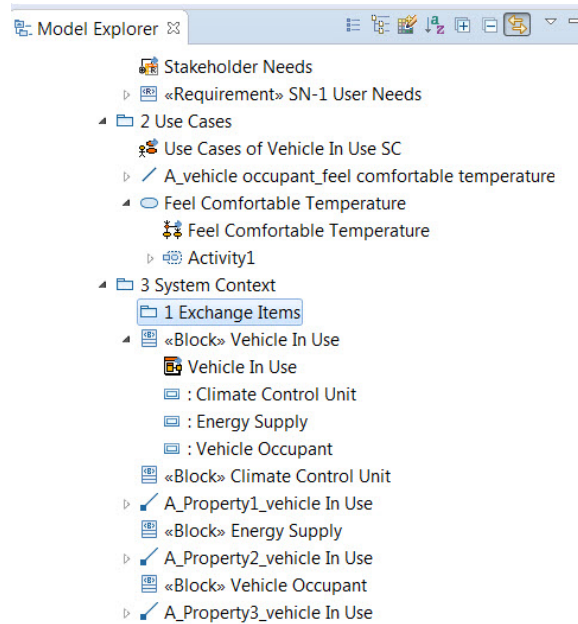 Model Explorer
Stakeholder Needs
«Requirement» SN-1 User Needs
2 Use Cases
Use Cases of Vehicle In Use SC
A_vehicle occupant_feel comfortable temperature
Feel Comfortable Temperature
Feel Comfortable Temperature
Activity1
3 System Context
1 Exchange Items
«Block» Vehicle In Use
Vehicle In Use
: Climate Control Unit
: Energy Supply
: Vehicle Occupant
«Block» Climate Control Unit
A_Property1_vehicle In Use
«Block» Energy Supply
A_Property2_vehicle In Use
«Block» Vehicle Occupant
A_Property3_vehicle In Use